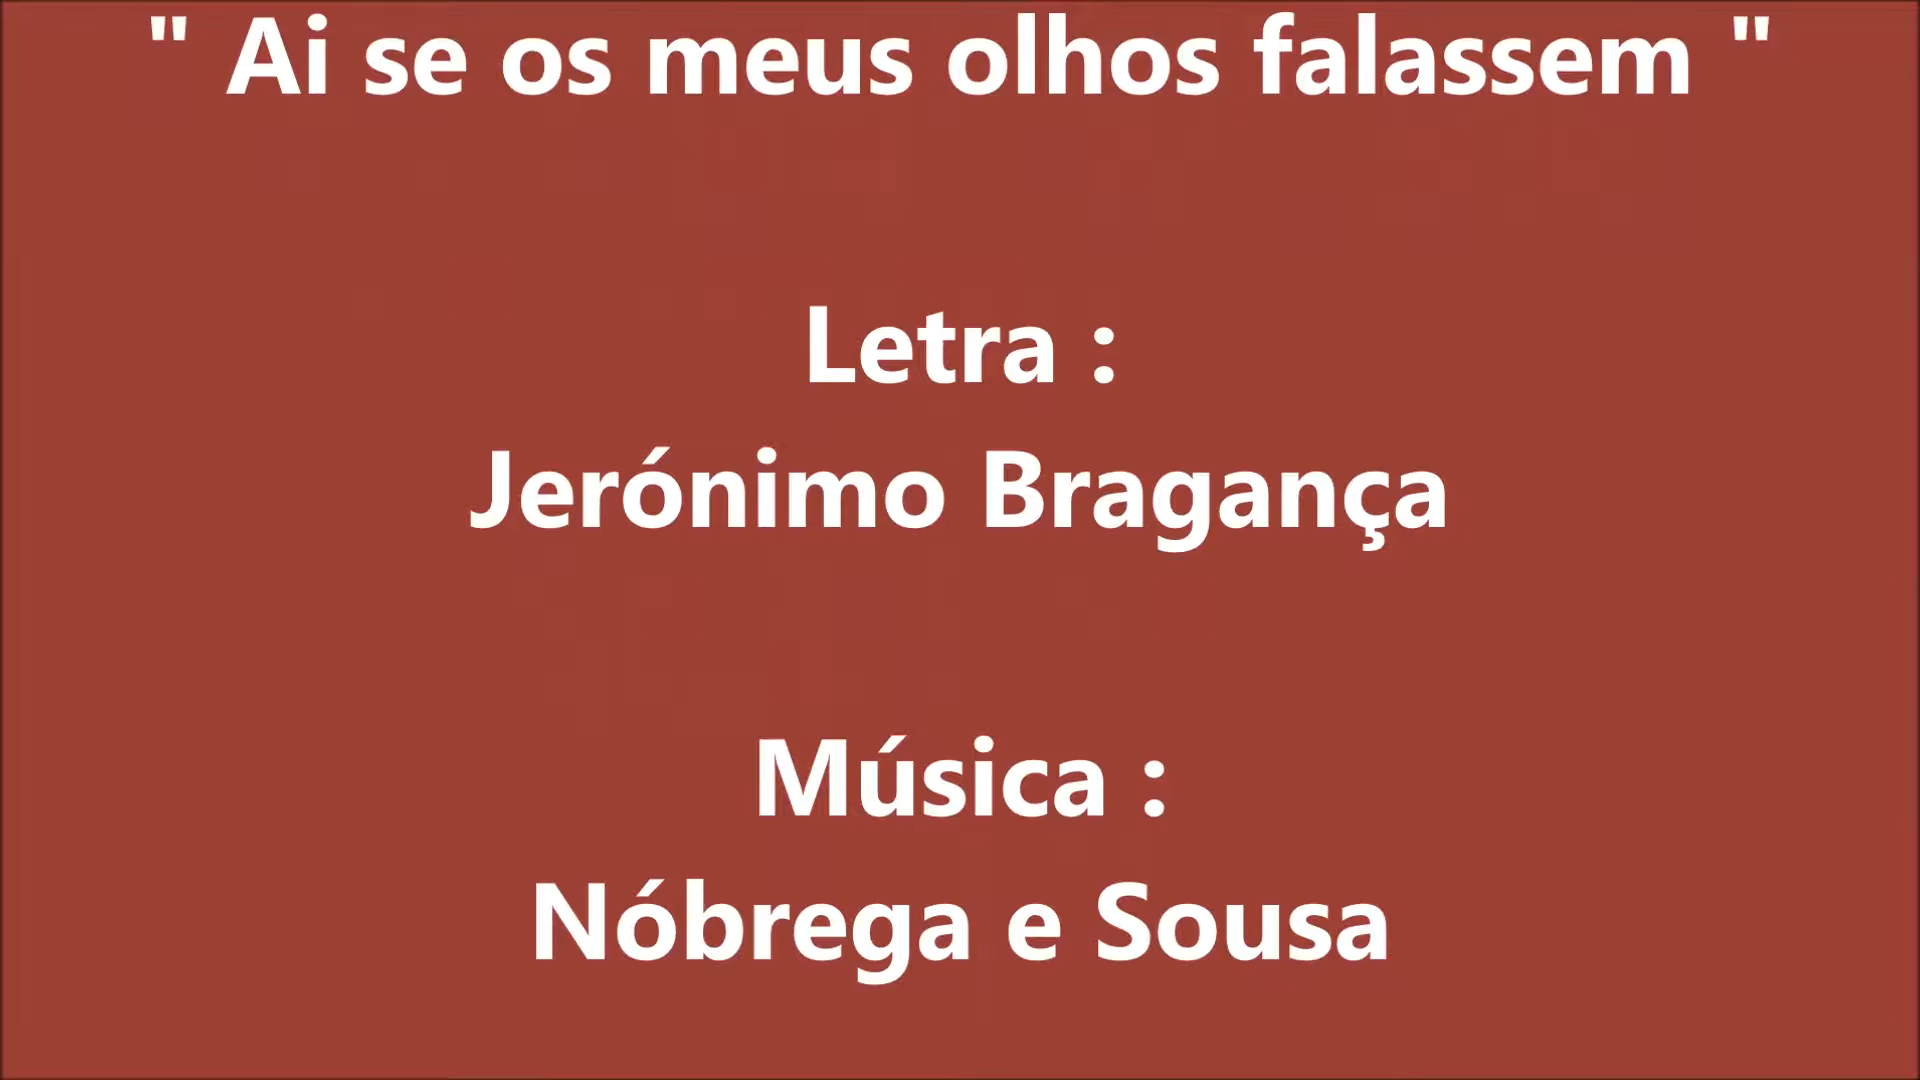 " Ai se os meus olhos falassem "
Letra :
Jerónimo Bragança
Música :
Nóbrega e Sousa